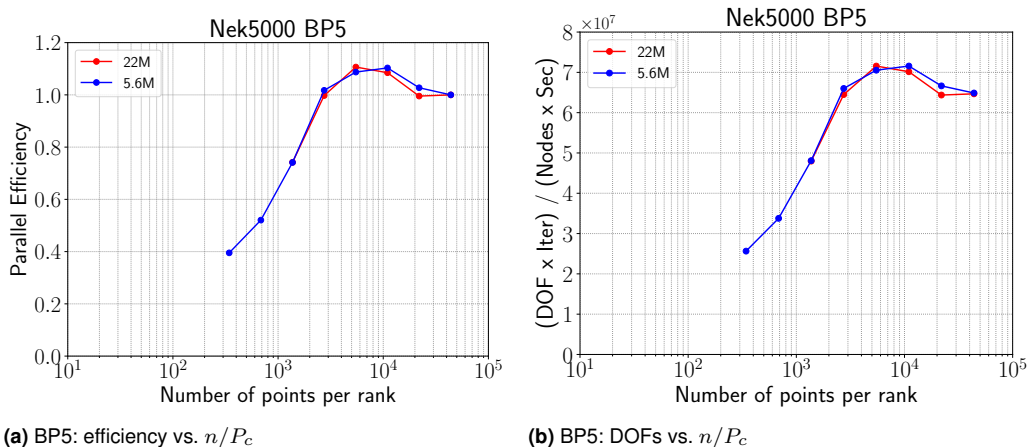 Nek5000 BP5
1.2
1.0
0.8
0.6
0.4
0.2
0.0
Parallel Efficiency
22M
5.6M
10^1 10^2 10^3 10^4 10^5
Number of points per rank
(a) BP5: efficiency vs. n/P_c
Nek5000 BP5
×10^7
8
7
6
5
4
3
2
1
0
(DOF x Iter) / (Nodes x Sec)
22M
5.6M
10^1 10^2 10^3 10^4 10^5
Number of points per rank
(b) BP5: DOFs vs. n/P_c